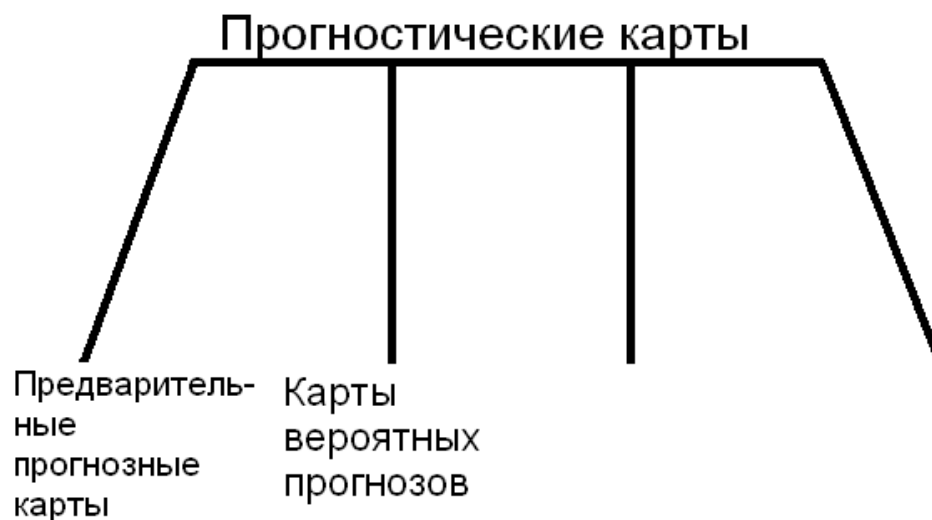 Прогностические карты
Предваритель-
ные
прогнозные
карты
Карты
вероятных
прогнозов